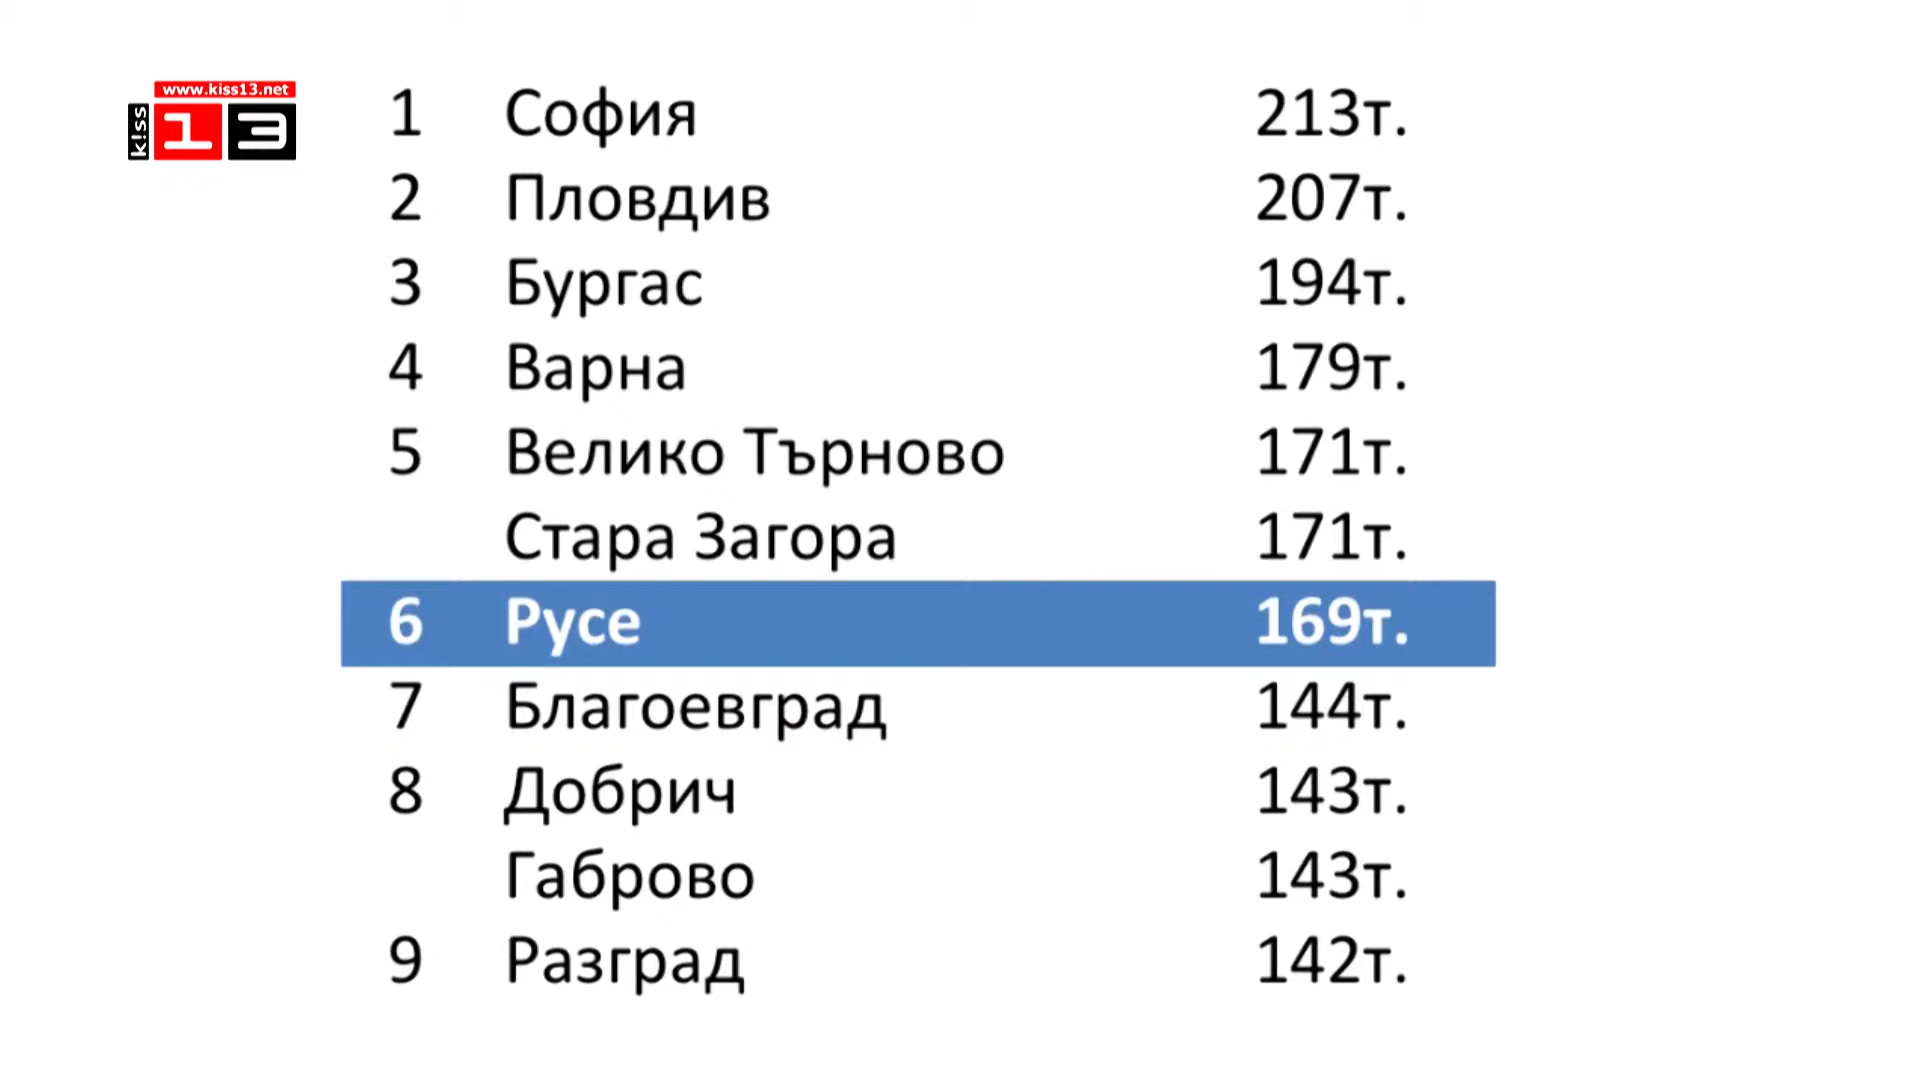 www.kiss13.net
kiss 13
1 София 213т.
2 Пловдив 207т.
3 Бургас 194т.
4 Варна 179т.
5 Велико Търново 171т.
Стара Загора 171т.
6 Русе 169т.
7 Благоевград 144т.
8 Добрич 143т.
Габрово 143т.
9 Разград 142т.